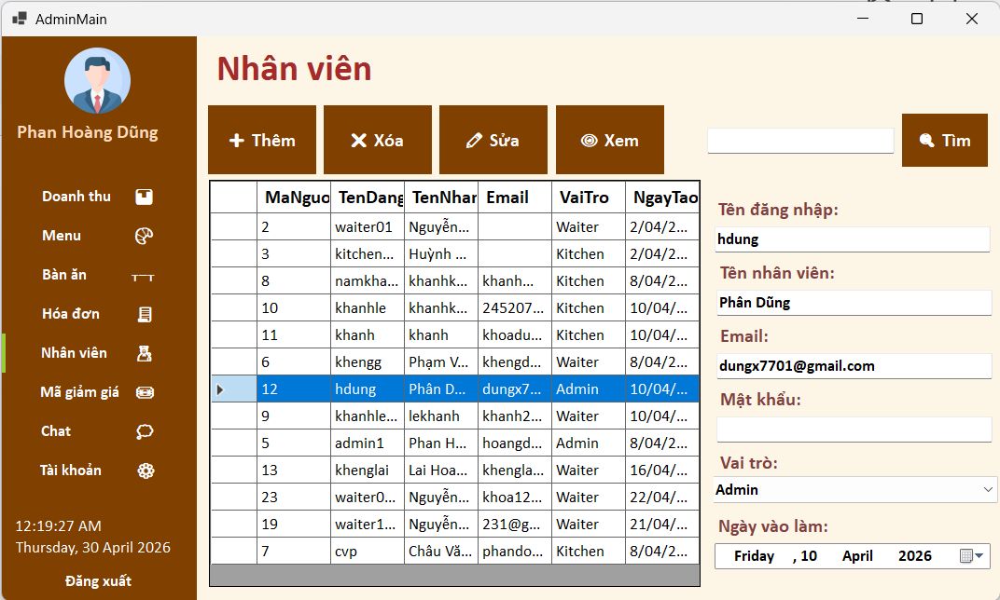 AdminMain
Phan Hoàng Dũng
Doanh thu
Menu
Bàn ăn
Hóa đơn
Nhân viên
Mã giảm giá
Chat
Tài khoản
12:19:27 AM
Thursday, 30 April 2026
Đăng xuất
Nhân viên
Thêm Xóa Sửa Xem Tìm
MaNguo TenDang TenNhar Email VaiTro NgayTao
2 waiter01 Nguyễn... Waiter 2/04/2...
3 kitchen... Huỳnh ... Kitchen 2/04/2...
8 namkha... khanhk... khanh... Kitchen 8/04/2...
10 khanhle khanhk... 245207... Kitchen 10/04/...
11 khanh khanh khoadu... Kitchen 10/04/...
6 khengg Phạm V... khengd... Waiter 8/04/2...
12 hdung Phân D... dungx7... Admin 10/04/...
9 khanhle... lekhanh khanh2... Waiter 10/04/...
5 admin1 Phan H... hoangd... Admin 8/04/2...
13 khenglai Lai Hoa... khengla... Waiter 16/04/...
23 waiter0... Nguyễn... khoa12... Waiter 22/04/...
19 waiter1... Nguyễn... 231@g... Waiter 21/04/...
7 cvp Châu Vă... phando... Kitchen 8/04/2...
Tên đăng nhập:
hdung
Tên nhân viên:
Phân Dũng
Email:
dungx7701@gmail.com
Mật khẩu:
Vai trò:
Admin
Ngày vào làm:
Friday , 10 April 2026